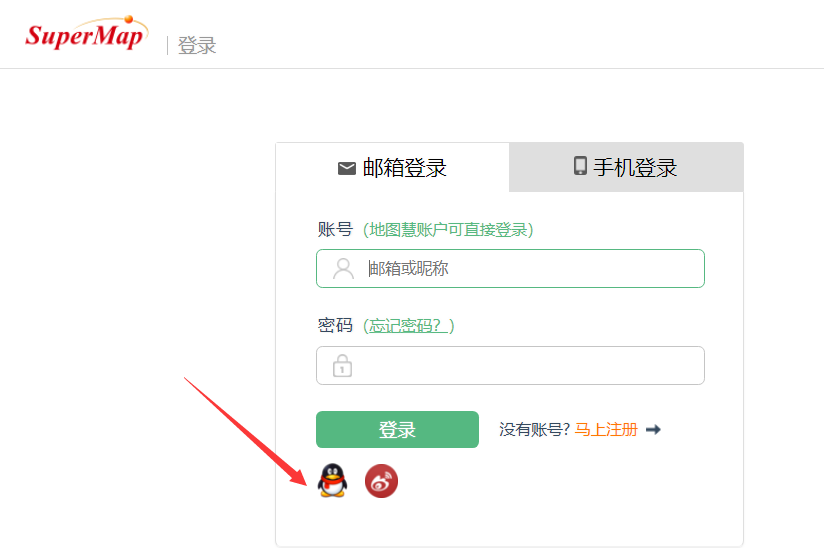 SuperMap 登录
邮箱登录 手机登录
账号 (地图慧账户可直接登录)
邮箱或昵称
密码 (忘记密码? )
登录 没有账号? 马上注册